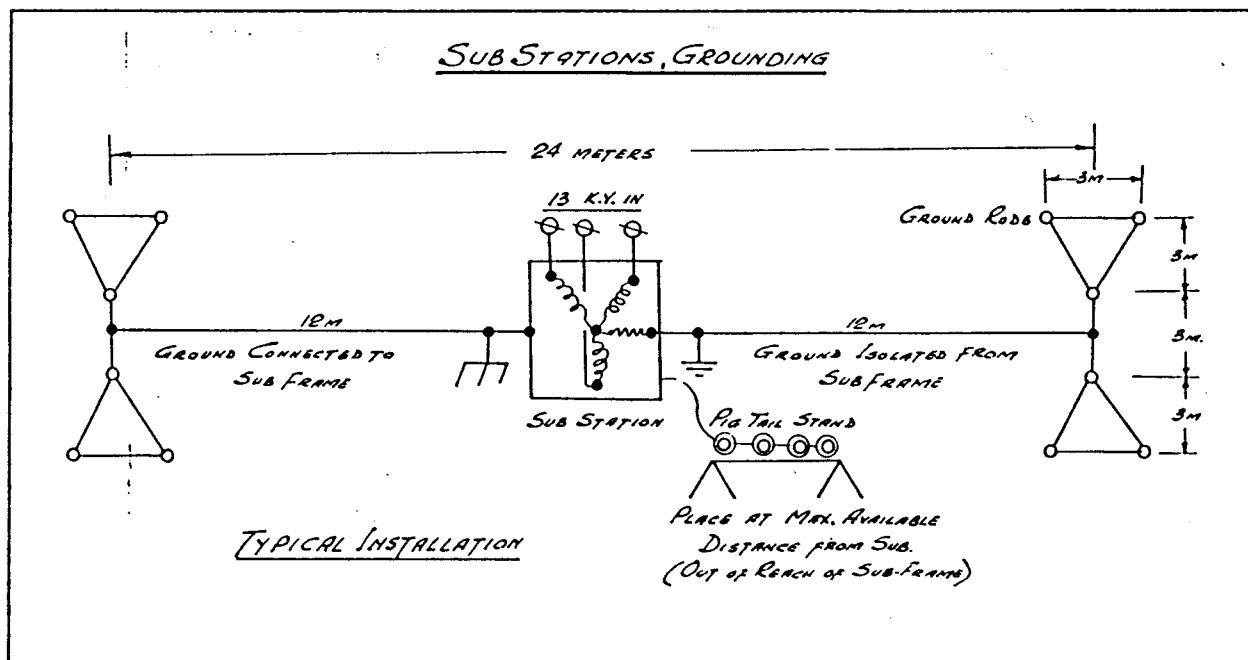 SUB STATIONS, GROUNDING
24 METERS
13 K.V. IN
3M
GROUND RODS
3M
12M
12M
3M.
GROUND CONNECTED TO
SUB FRAME
GROUND ISOLATED FROM
SUB FRAME
3M
SUB STATION
PIG TAIL STAND
PLACE AT MAX. AVAILABLE
DISTANCE FROM SUB.
(OUT OF REACH OF SUB-FRAME)
TYPICAL INSTALLATION